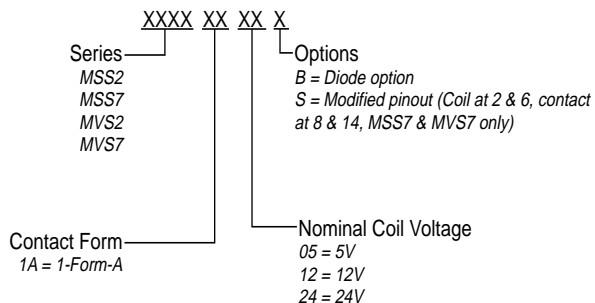 XXXX XX XX X
Series
MSS2
MSS7
MVS2
MVS7
Options
B = Diode option
S = Modified pinout (Coil at 2 & 6, contact
at 8 & 14, MSS7 & MVS7 only)
Contact Form
1A = 1-Form-A
Nominal Coil Voltage
05 = 5V
12 = 12V
24 = 24V